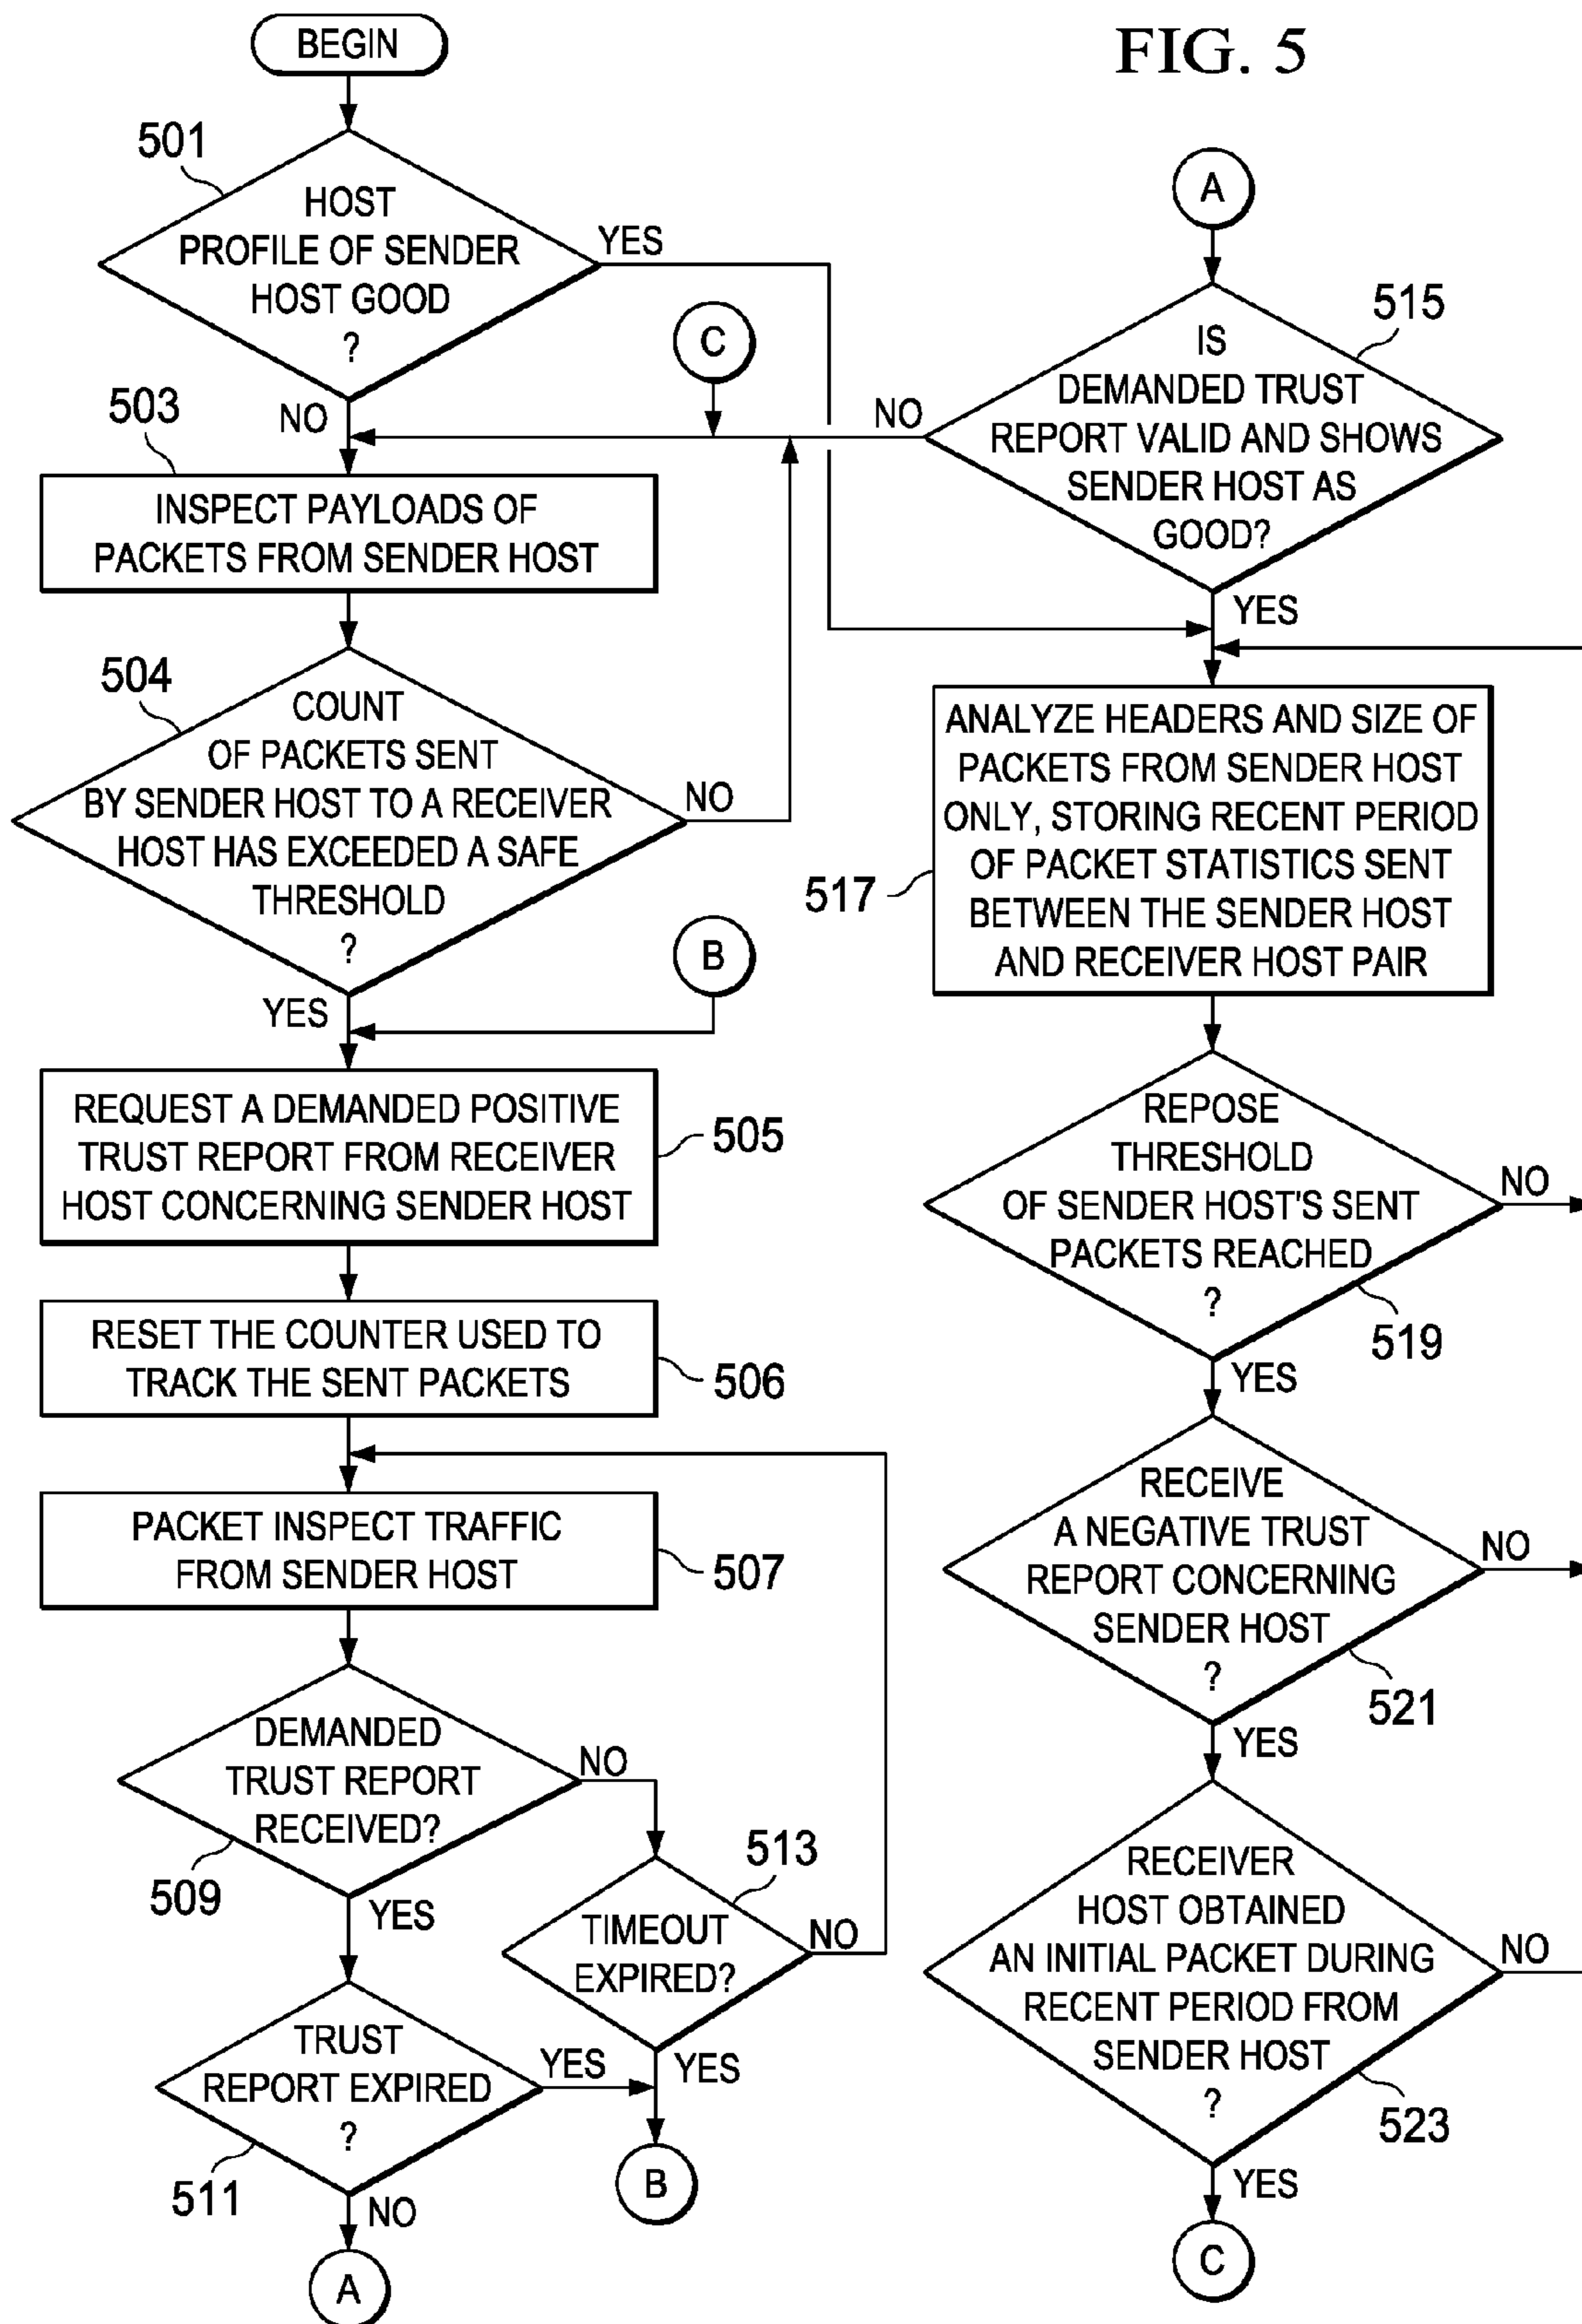 FIG. 5
BEGIN
501
HOST
PROFILE OF SENDER
HOST GOOD
?
YES
NO
503
INSPECT PAYLOADS OF
PACKETS FROM SENDER HOST
504
COUNT
OF PACKETS SENT
BY SENDER HOST TO A RECEIVER
HOST HAS EXCEEDED A SAFE
THRESHOLD
?
NO
YES
C
B
REQUEST A DEMANDED POSITIVE
TRUST REPORT FROM RECEIVER
HOST CONCERNING SENDER HOST
505
RESET THE COUNTER USED TO
TRACK THE SENT PACKETS
506
PACKET INSPECT TRAFFIC
FROM SENDER HOST
507
DEMANDED
TRUST REPORT
RECEIVED?
509
NO
YES
513
TIMEOUT
EXPIRED?
NO
YES
TRUST
REPORT EXPIRED
?
511
YES
NO
B
A
A
515
IS
DEMANDED TRUST
REPORT VALID AND SHOWS
SENDER HOST AS
GOOD?
NO
YES
ANALYZE HEADERS AND SIZE OF
PACKETS FROM SENDER HOST
ONLY, STORING RECENT PERIOD
OF PACKET STATISTICS SENT
BETWEEN THE SENDER HOST
AND RECEIVER HOST PAIR
517
REPOSE
THRESHOLD
OF SENDER HOST'S SENT
PACKETS REACHED
?
519
NO
YES
RECEIVE
A NEGATIVE TRUST
REPORT CONCERNING
SENDER HOST
?
521
NO
YES
RECEIVER
HOST OBTAINED
AN INITIAL PACKET DURING
RECENT PERIOD FROM
SENDER HOST
?
523
NO
YES
C